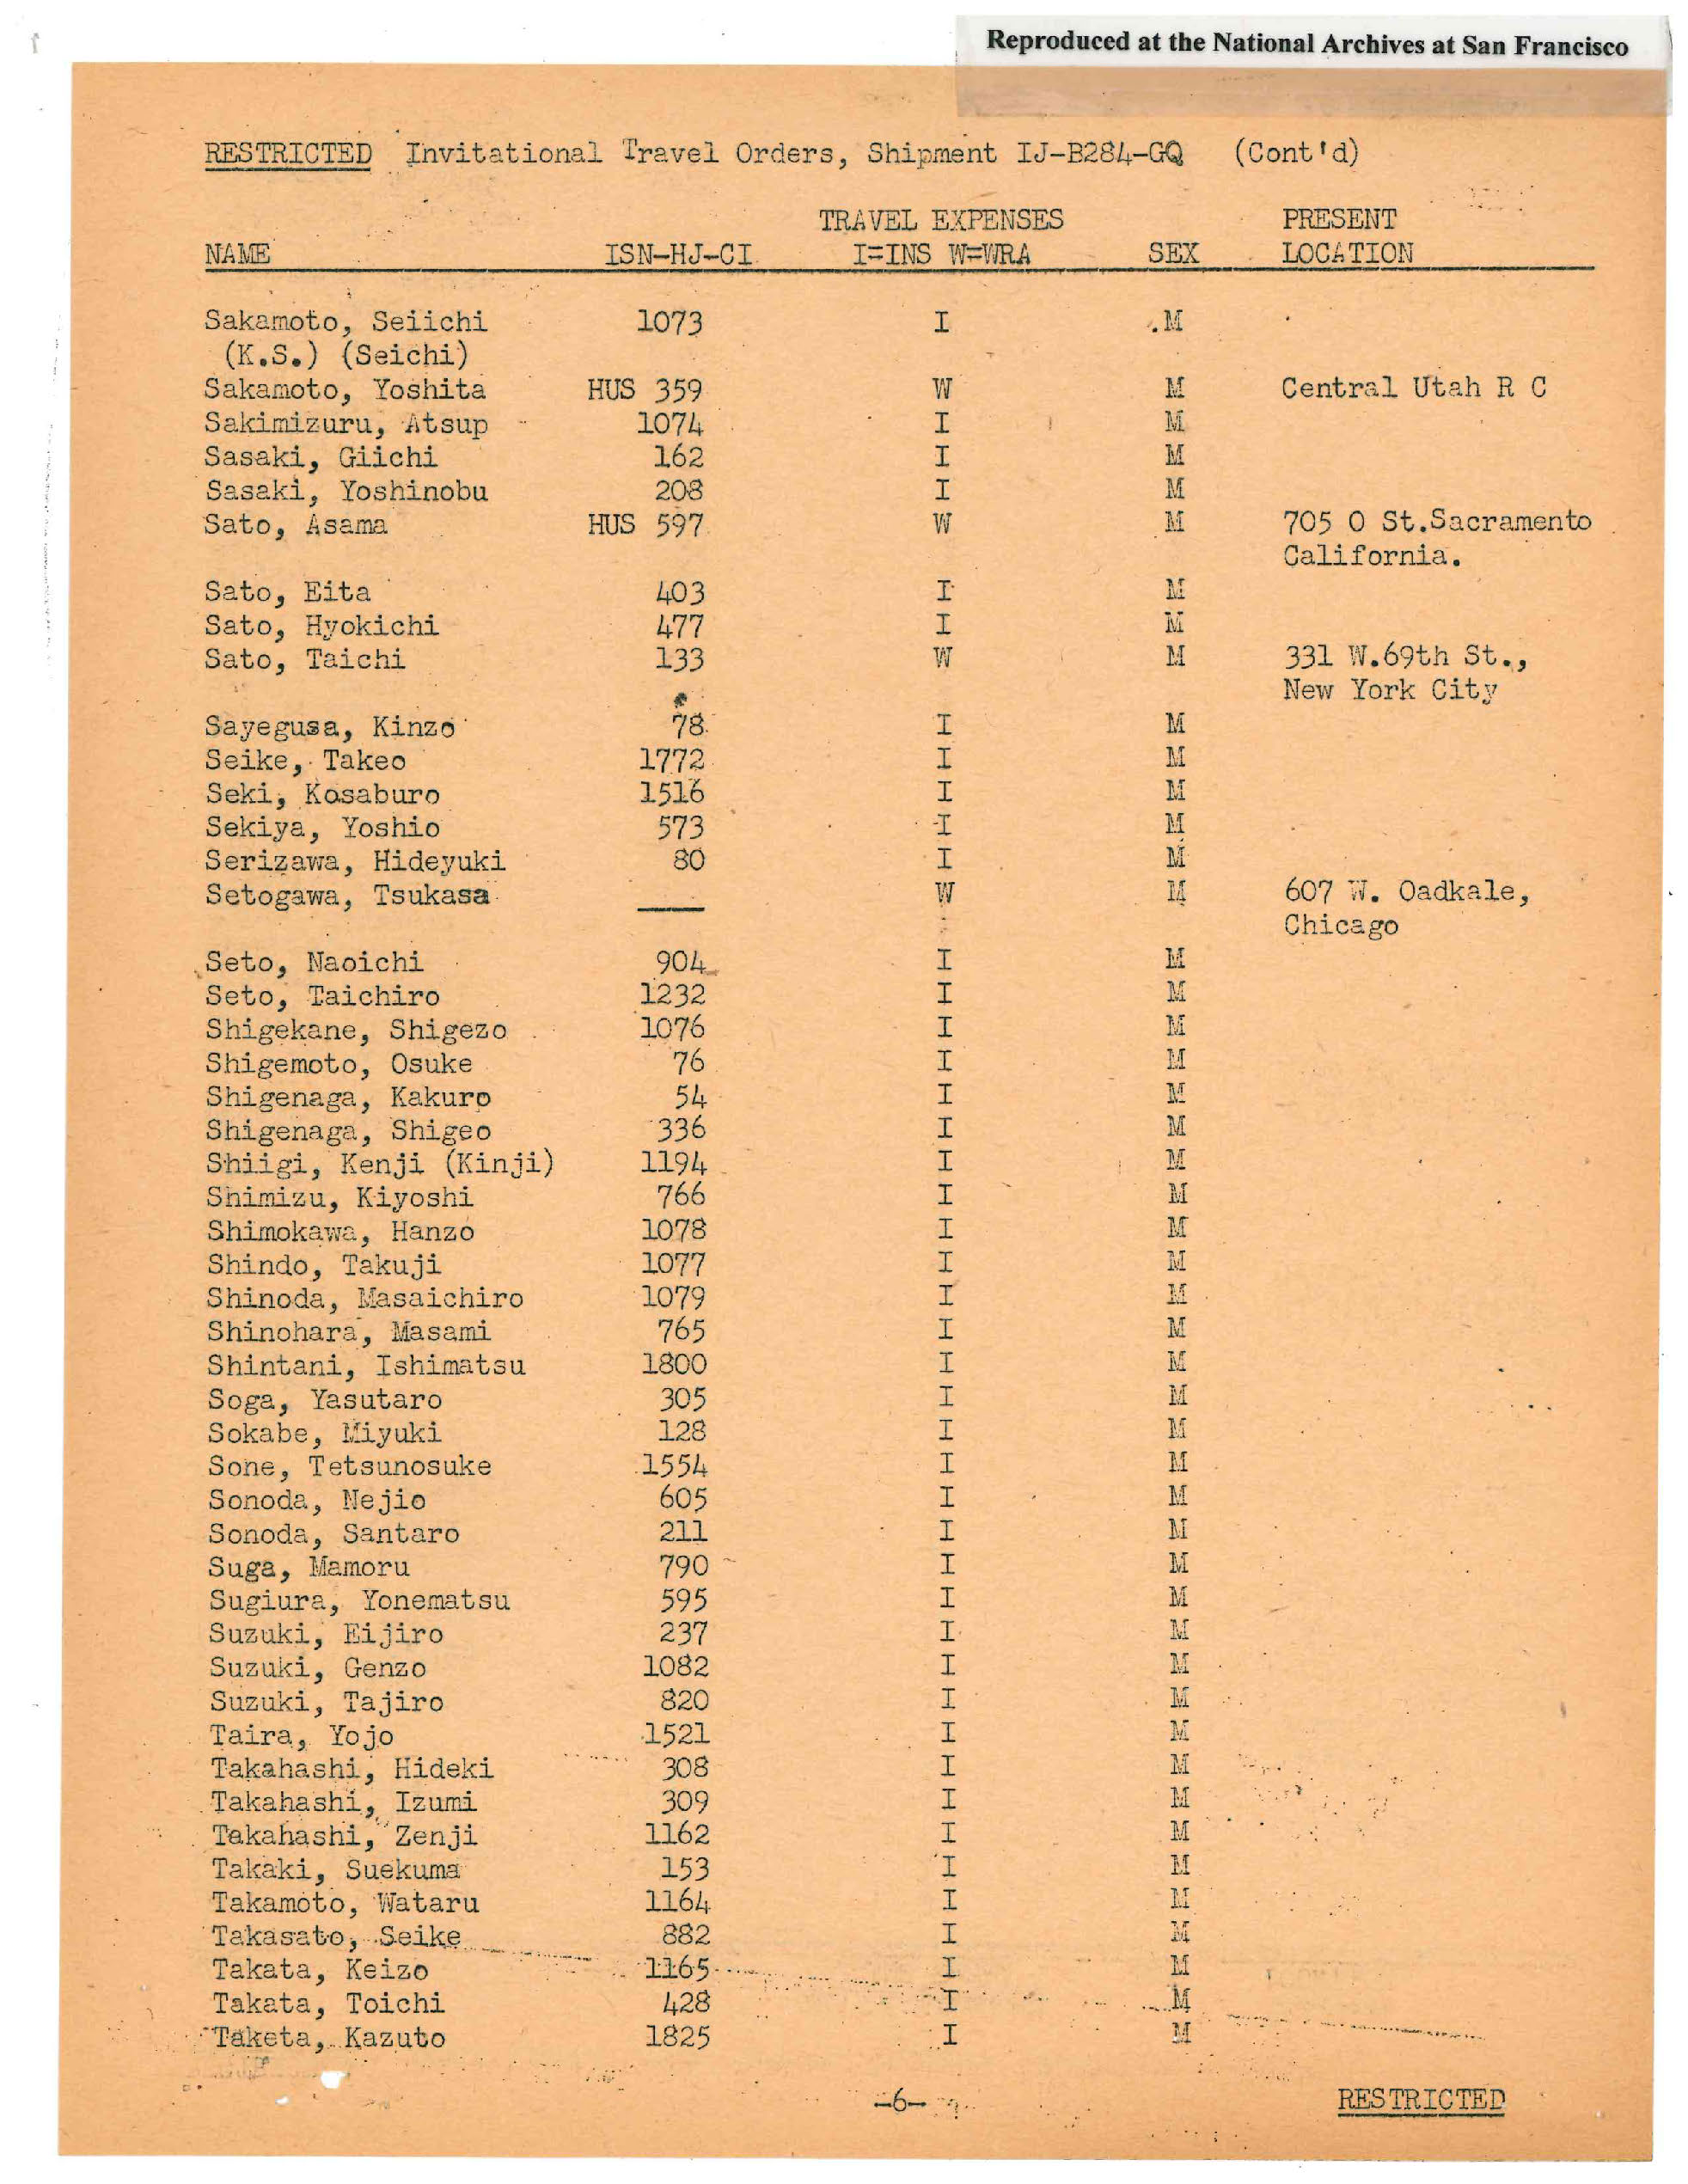 Reproduced at the National Archives at San Francisco
RESTRICTED Invitational Travel Orders, Shipment IJ-B284-GQ (Cont'd)
TRAVEL EXPENSES PRESENT
NAME ISN-HJ-CI I=INS W=WRA SEX LOCATION
Sakamoto, Seiichi 1073 I M
(K.S.) (Seichi)
Sakamoto, Yoshita HUS 359 W M Central Utah R C
Sakimizuru, Atsup 1074 I M
Sasaki, Giichi 162 I M
Sasaki, Yoshinobu 208 I M
Sato, Asama HUS 597 W M 705 O St.Sacramento
California.
Sato, Eita 403 I M
Sato, Hyokichi 477 I M
Sato, Taichi 133 W M 331 W.69th St.,
New York City
Sayegusa, Kinzo 78 I M
Seike, Takeo 1772 I M
Seki, Kosaburo 1516 I M
Sekiya, Yoshio 573 I M
Serizawa, Hideyuki 80 I M
Setogawa, Tsukasa ____ W M 607 W. Oadkale,
Chicago
Seto, Naoichi 904 I M
Seto, Taichiro 1232 I M
Shigekane, Shigezo 1076 I M
Shigemoto, Osuke 76 I M
Shigenaga, Kakuro 54 I M
Shigenaga, Shigeo 336 I M
Shiigi, Kenji (Kinji) 1194 I M
Shimizu, Kiyoshi 766 I M
Shimokawa, Hanzo 1078 I M
Shindo, Takuji 1077 I M
Shinoda, Masaichiro 1079 I M
Shinohara, Masami 765 I M
Shintani, Ishimatsu 1800 I M
Soga, Yasutaro 305 I M
Sokabe, Miyuki 128 I M
Sone, Tetsunosuke 1554 I M
Sonoda, Nejio 605 I M
Sonoda, Santaro 211 I M
Suga, Mamoru 790 I M
Sugiura, Yonematsu 595 I M
Suzuki, Eijiro 237 I M
Suzuki, Genzo 1082 I M
Suzuki, Tajiro 820 I M
Taira, Yojo 1521 I M
Takahashi, Hideki 308 I M
Takahashi, Izumi 309 I M
Takahashi, Zenji 1162 I M
Takaki, Suekuma 153 I M
Takamoto, Wataru 1164 I M
Takasato, Seike 882 I M
Takata, Keizo 1165 I M
Takata, Toichi 428 I M
Taketa, Kazuto 1825 I M
-6-
RESTRICTED